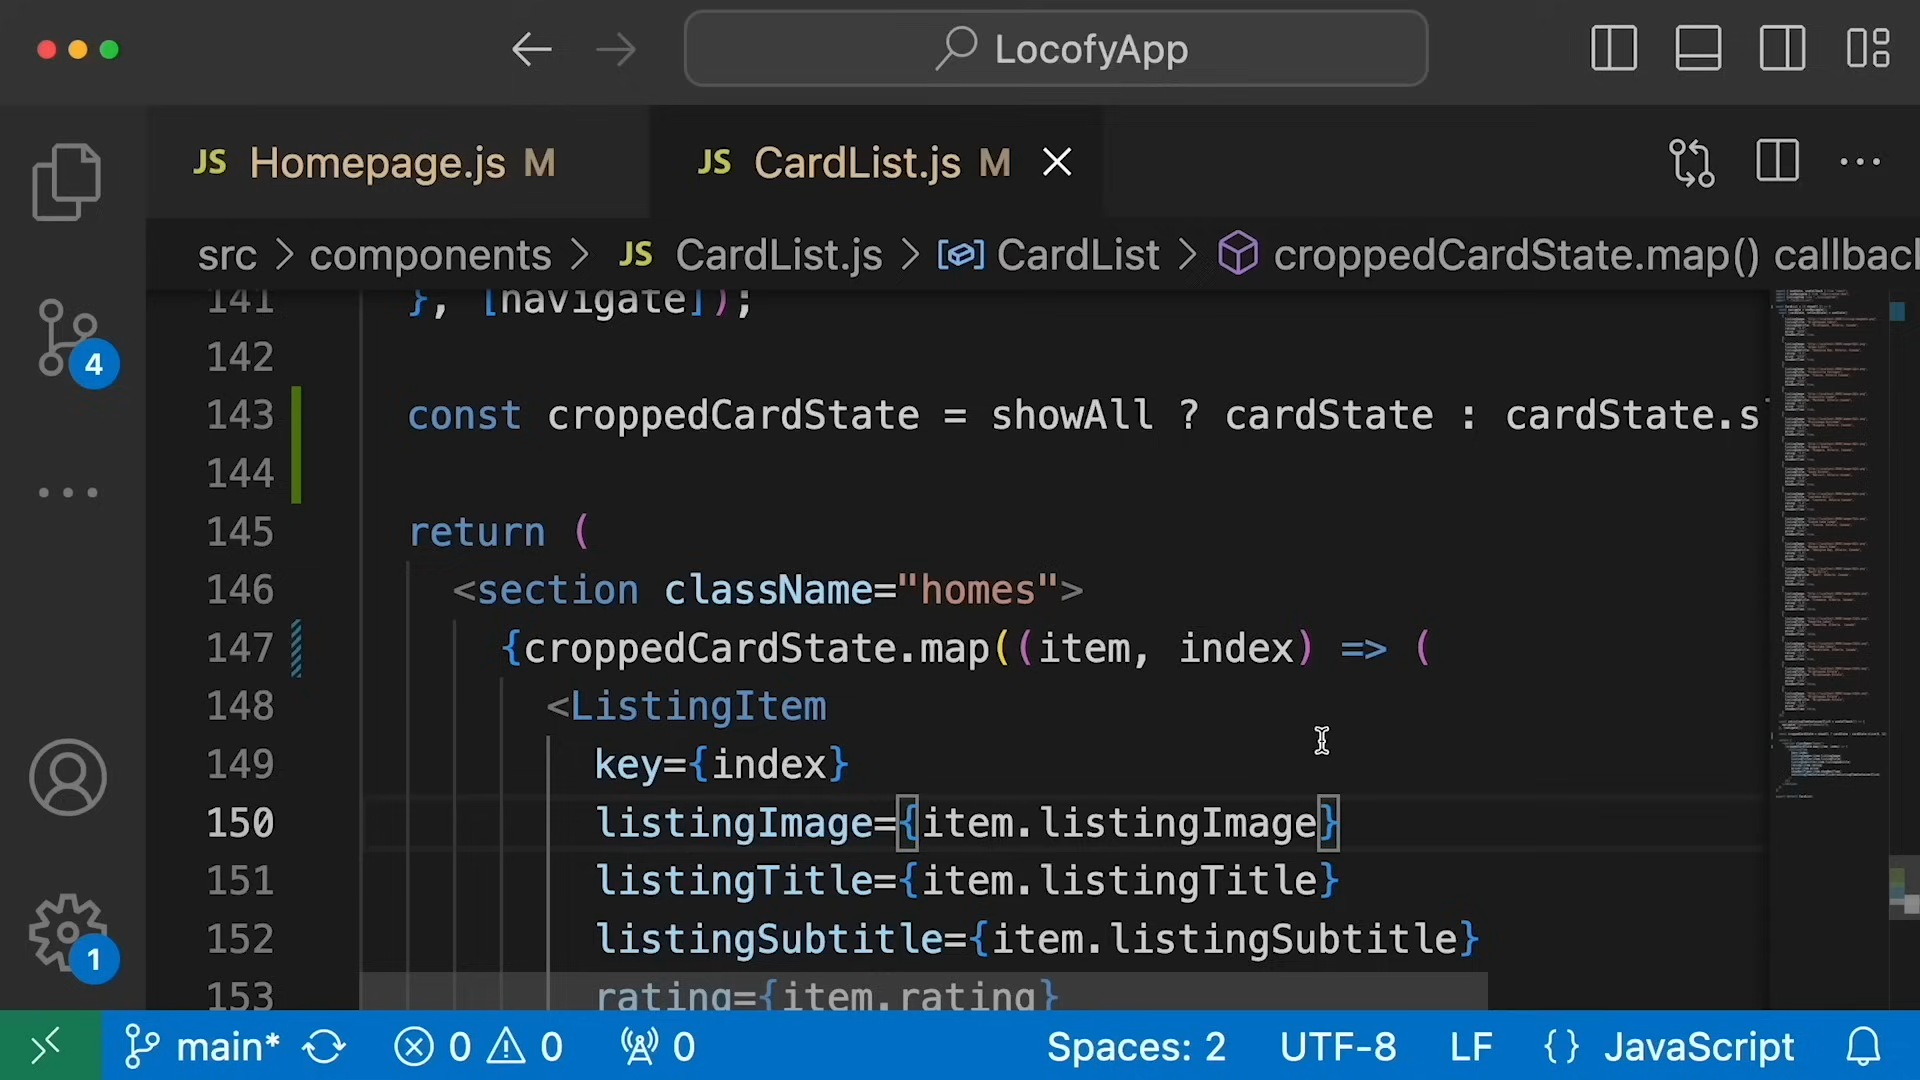 LocofyApp
JS Homepage.js M
JS CardList.js M
src > components > JS CardList.js > CardList > croppedCardState.map() callback
141 }, [navigate]);
142
143 const croppedCardState = showAll ? cardState : cardState.s
144
145 return (
146 <section className="homes">
147 {croppedCardState.map((item, index) => (
148 <ListingItem
149 key={index}
150 listingImage={item.listingImage}
151 listingTitle={item.listingTitle}
152 listingSubtitle={item.listingSubtitle}
153 rating={item.rating}
4
1
main* 0 0 0 Spaces: 2 UTF-8 LF {} JavaScript